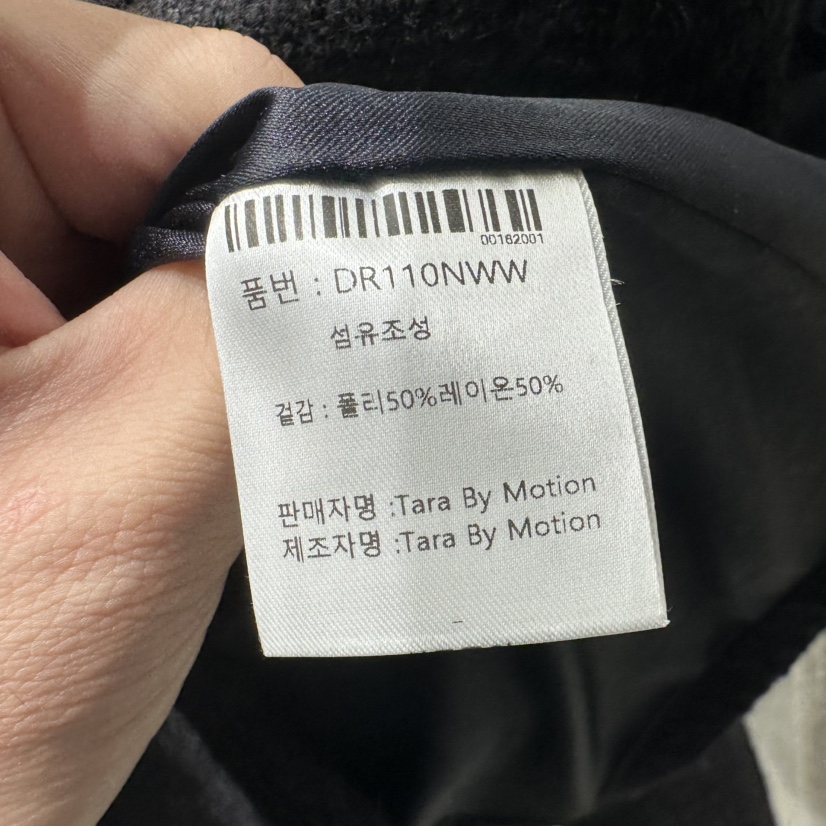 00162001
품번 : DR110NWW
섬유조성
겉감 : 폴리50%레이온50%
판매자명 :Tara By Motion
제조자명 :Tara By Motion